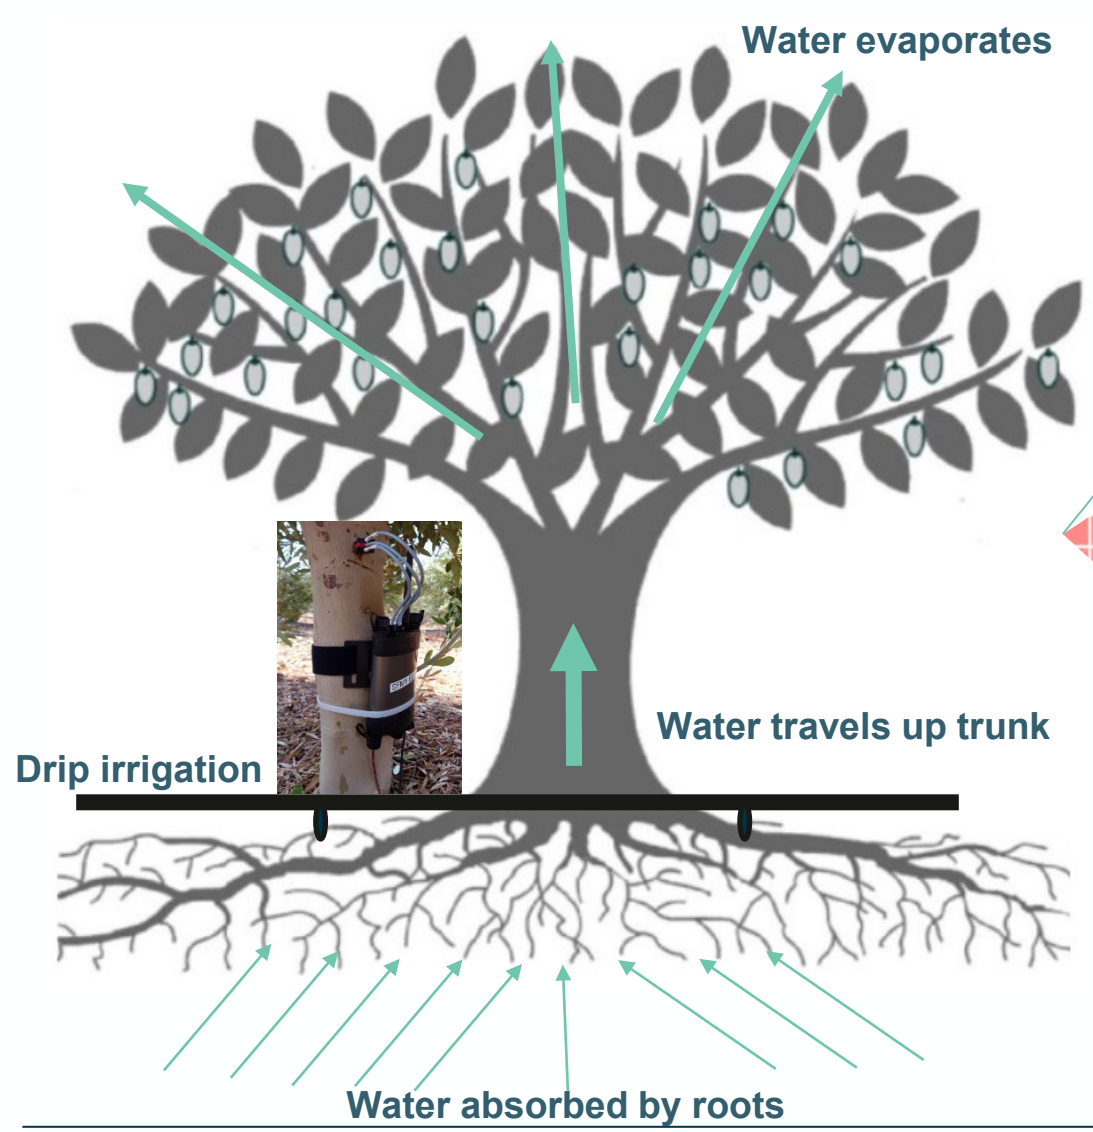 Water evaporates
Water travels up trunk
Drip irrigation
Water absorbed by roots